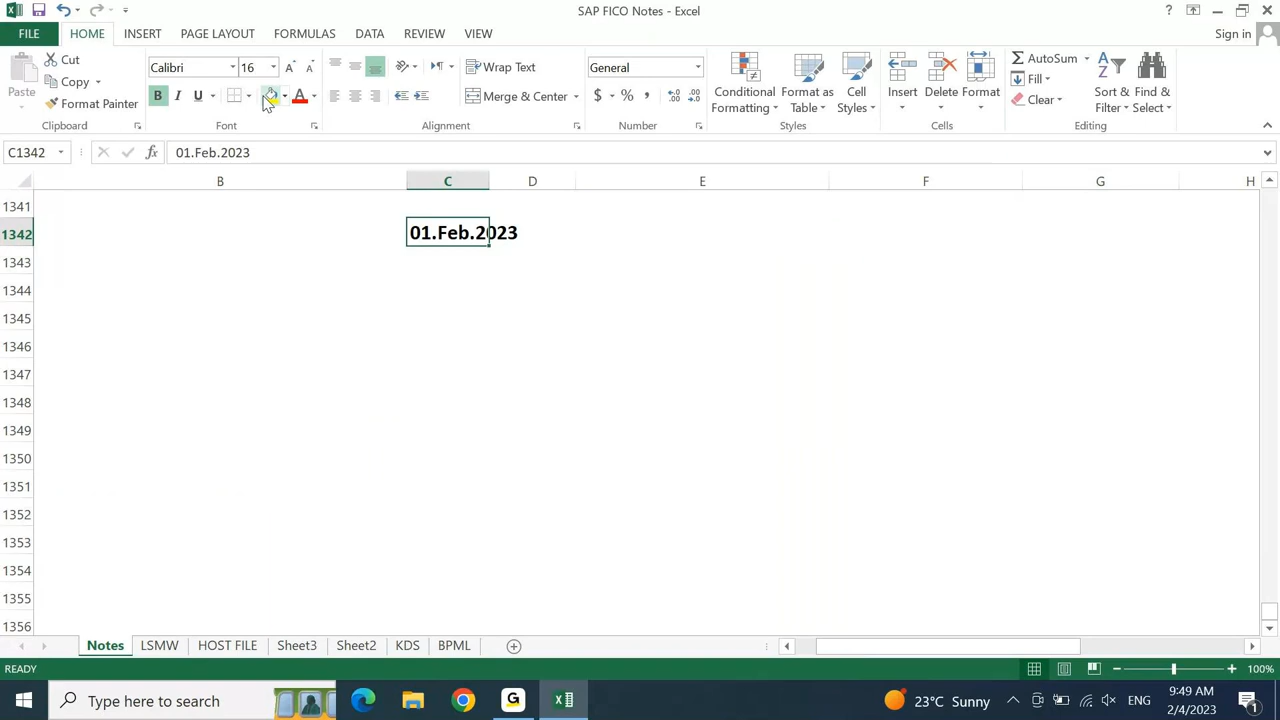 SAP FICO Notes - Excel
?
FILE HOME INSERT PAGE LAYOUT FORMULAS DATA REVIEW VIEW Sign in
Paste Cut Copy Format Painter Clipboard
Calibri 16 B I U A Font
Wrap Text Merge & Center Alignment
General $ % , Number
Conditional Formatting Format as Table Cell Styles Styles
Insert Delete Format Cells
AutoSum Fill Clear Sort & Filter Find & Select Editing
C1342 fx 01.Feb.2023
B C D E F G H
1341
1342 01.Feb.2023
1343
1344
1345
1346
1347
1348
1349
1350
1351
1352
1353
1354
1355
1356
Notes LSMW HOST FILE Sheet3 Sheet2 KDS BPML
READY 100%
Type here to search 23°C Sunny ENG 9:49 AM
2/4/2023 1